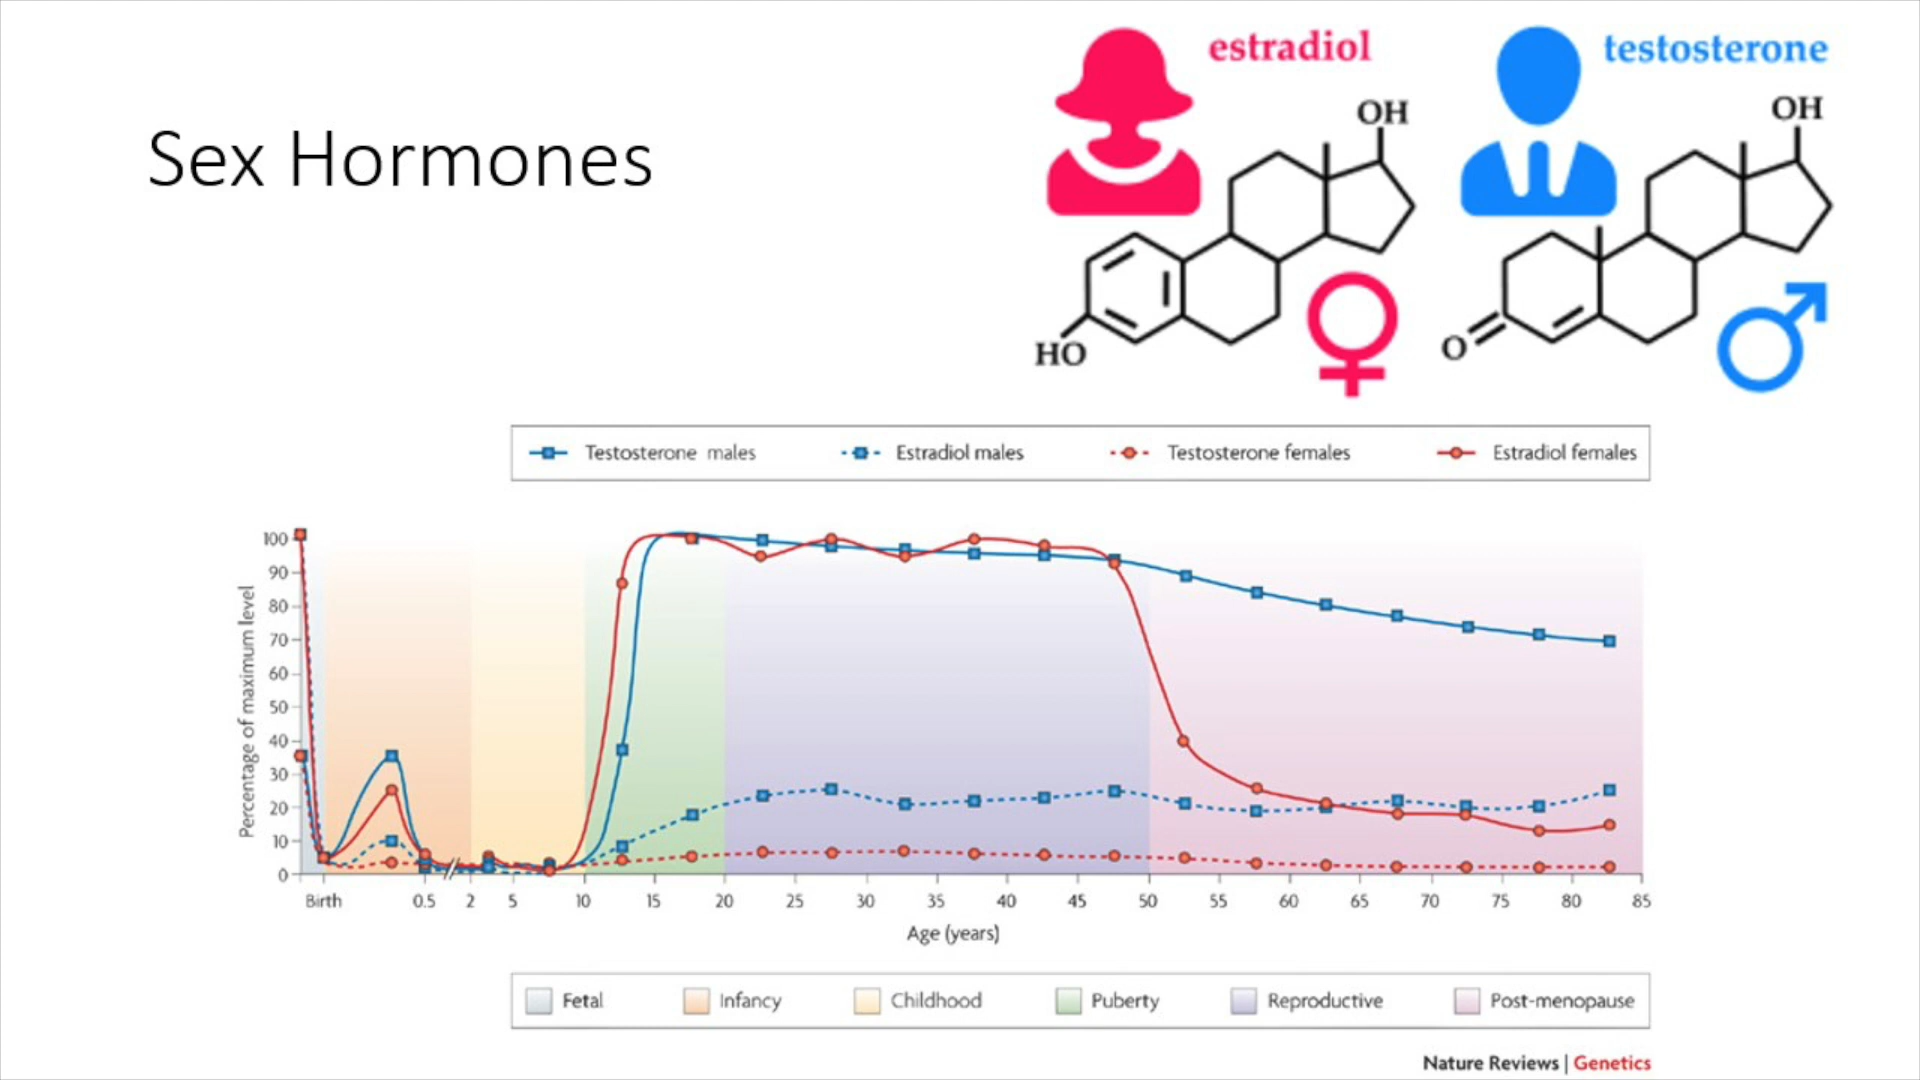 Sex Hormones
estradiol
OH
HO
testosterone
OH
O
Testosterone males
Estradiol males
Testosterone females
Estradiol females
Percentage of maximum level
100
90
80
70
60
50
40
30
20
10
0
Birth 0.5 2 5 10 15 20 25 30 35 40 45 50 55 60 65 70 75 80 85
Age (years)
Fetal
Infancy
Childhood
Puberty
Reproductive
Post-menopause
Nature Reviews | Genetics